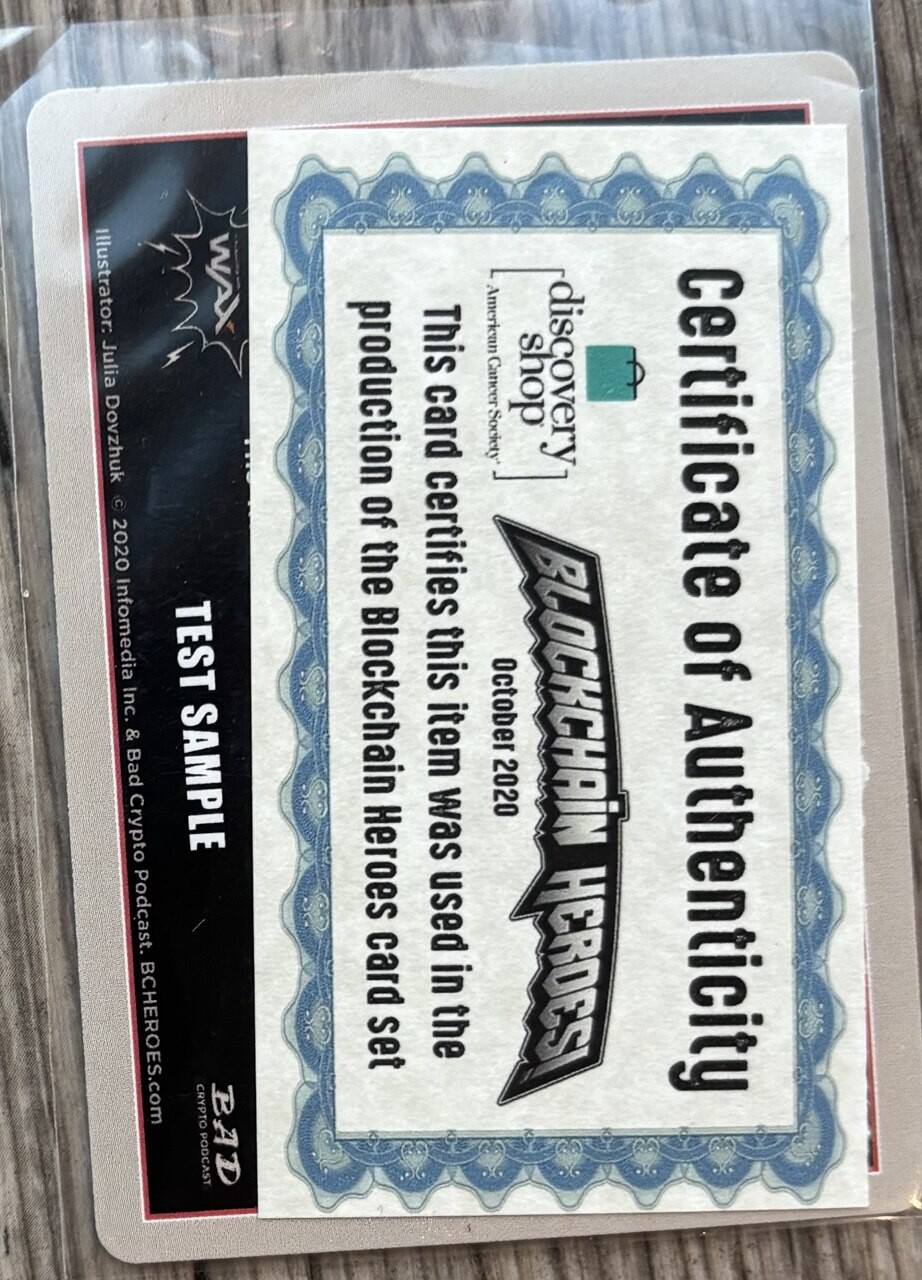 Certificate of Authenticity
discovery
shop
American Cancer Society
BLOCKCHAIN HEROES!
October 2020
This card certifies this item was used in the
production of the Blockchain Heroes card set
WAX
TEST SAMPLE
BAD
CRYPTO PODCAST
Illustrator: Julia Dovzhuk © 2020 Infomedia Inc. & Bad Crypto Podcast. BCHEROES.com